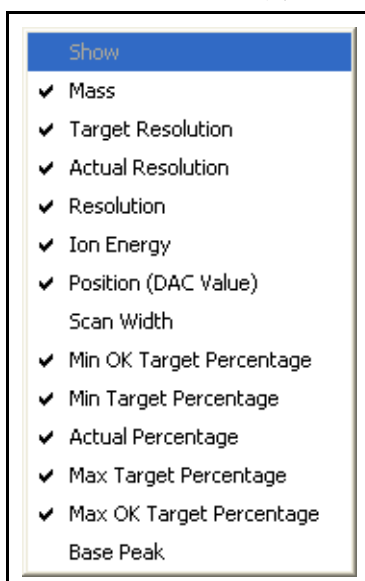 Show
✔ Mass
✔ Target Resolution
✔ Actual Resolution
✔ Resolution
✔ Ion Energy
✔ Position (DAC Value)
Scan Width
✔ Min OK Target Percentage
✔ Min Target Percentage
✔ Actual Percentage
✔ Max Target Percentage
✔ Max OK Target Percentage
Base Peak